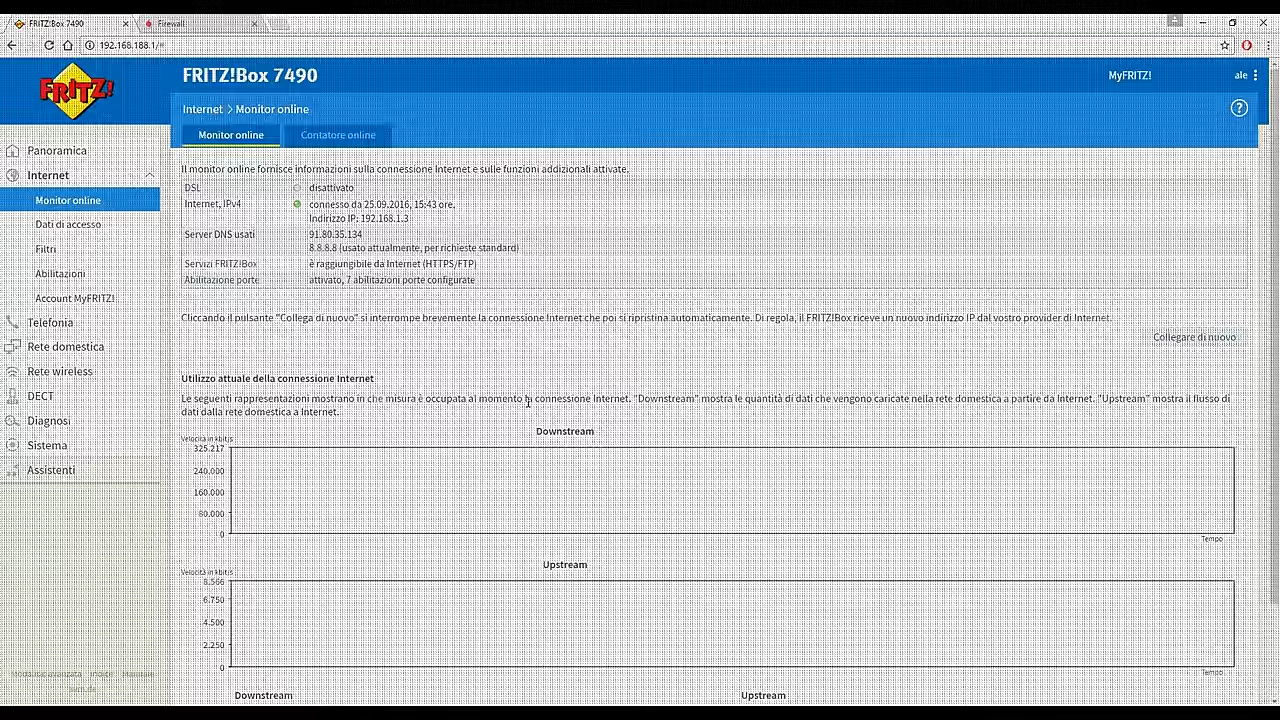 FRITZ!Box 7490
Firewall
192.168.188.1/#
FRITZ!
FRITZ!Box 7490
MyFRITZ!
ale
Internet > Monitor online
Monitor online
Contatore online
Panoramica
Internet
Monitor online
Dati di accesso
Filtri
Abilitazioni
Account MyFRITZ!
Telefonia
Rete domestica
Rete wireless
DECT
Diagnosi
Sistema
Assistenti
Il monitor online fornisce informazioni sulla connessione Internet e sulle funzioni addizionali attivate.
DSL disattivato
Internet, IPv4 connesso da 25.09.2016, 15:43 ore,
Indirizzo IP: 192.168.1.3
Server DNS usati 91.80.35.134
8.8.8.8 (usato attualmente, per richieste standard)
Servizi FRITZ!Box è raggiungibile da Internet (HTTPS/FTP)
Abilitazione porte attivato, 7 abilitazioni porte configurate
Cliccando il pulsante "Collega di nuovo" si interrompe brevemente la connessione Internet che poi si ripristina automaticamente. Di regola, il FRITZ!Box riceve un nuovo indirizzo IP dal vostro provider di Internet.
Collegare di nuovo
Utilizzo attuale della connessione Internet
Le seguenti rappresentazioni mostrano in che misura è occupata al momento la connessione Internet. "Downstream" mostra le quantità di dati che vengono caricate nella rete domestica a partire da Internet. "Upstream" mostra il flusso di
dati dalla rete domestica a Internet.
Downstream
Velocità in kbit/s
325.217
240.000
160.000
80.000
0
Tempo
Upstream
Velocità in kbit/s
8.566
6.750
4.500
2.250
0
Tempo
Downstream
Upstream